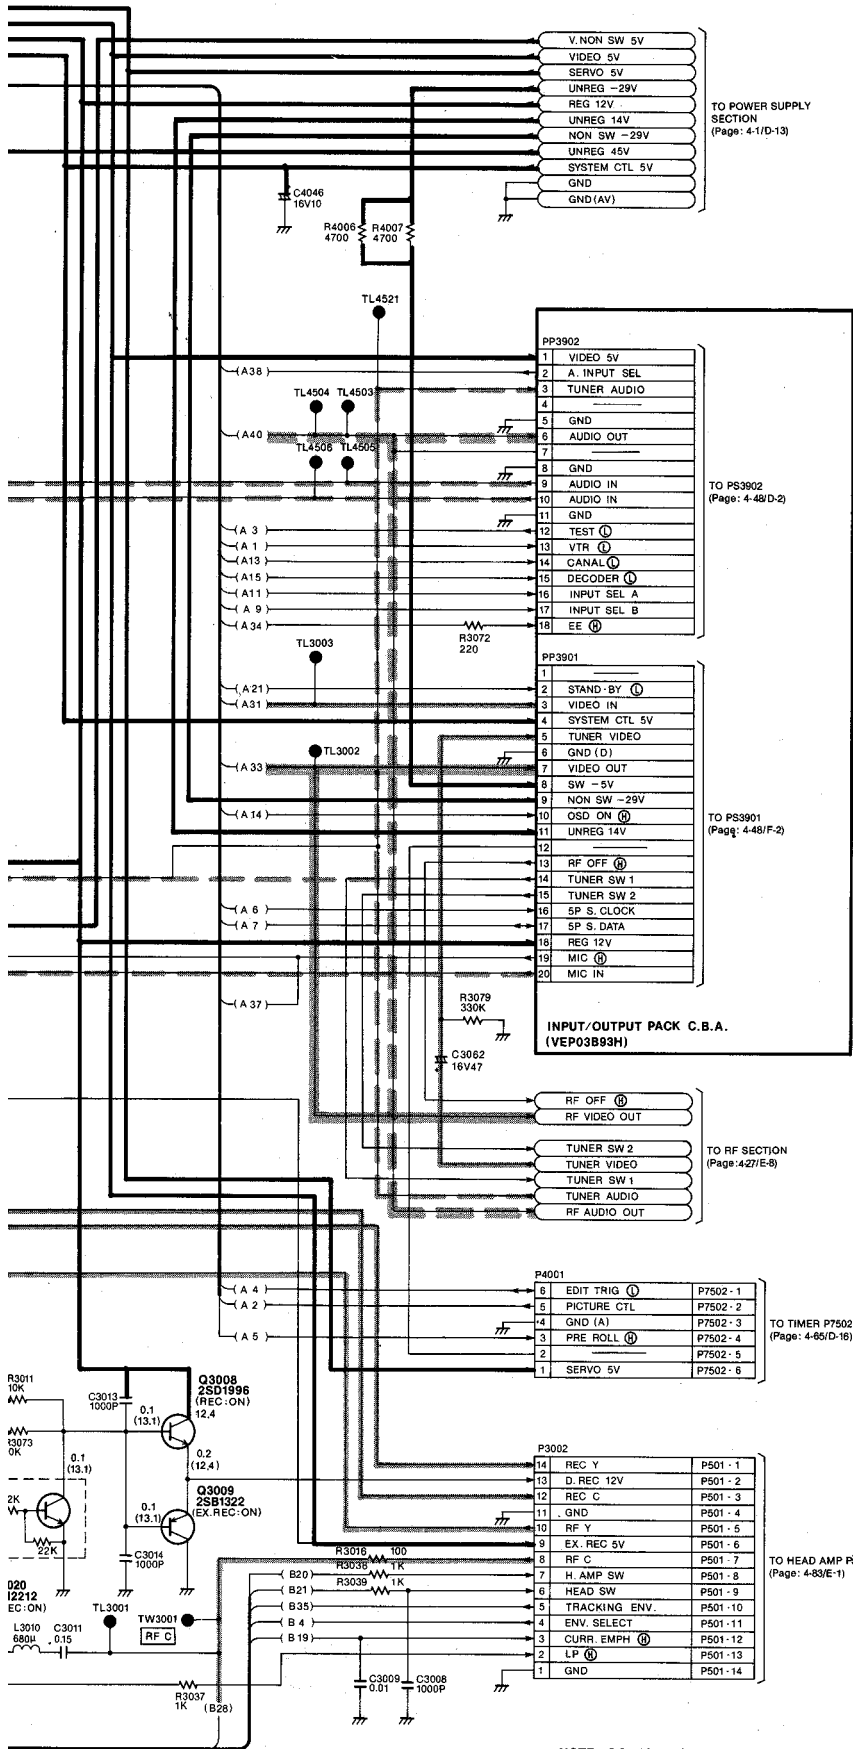 V.NON SW 5V
VIDEO 5V
SERVO 5V
UNREG -29V
REG 12V
UNREG 14V
NON SW -29V
UNREG 45V
SYSTEM CTL 5V
GND
GND(AV)
TO POWER SUPPLY
SECTION
(Page: 4-1/D-13)
C4046
16V10
R4006
4700
R4007
4700
TL4521
PP3902
1 VIDEO 5V
2 A. INPUT SEL
3 TUNER AUDIO
4
5 GND
6 AUDIO OUT
7
8 GND
9 AUDIO IN
10 AUDIO IN
11 GND
12 TEST Ⓛ
13 VTR Ⓛ
14 CANAL Ⓛ
15 DECODER Ⓛ
16 INPUT SEL A
17 INPUT SEL B
18 EE Ⓗ
TO PS3902
(Page: 4-48/D-2)
(A38)
TL4504 TL4503
(A40)
TL4506 TL4505
(A 3)
(A 1)
(A13)
(A15)
(A11)
(A 9)
(A34)
R3072
220
TL3003
PP3901
1
2 STAND-BY Ⓛ
3 VIDEO IN
4 SYSTEM CTL 5V
5 TUNER VIDEO
6 GND (D)
7 VIDEO OUT
8 SW -5V
9 NON SW -29V
10 OSD ON Ⓗ
11 UNREG 14V
12
13 RF OFF Ⓗ
14 TUNER SW 1
15 TUNER SW 2
16 5P S. CLOCK
17 5P S. DATA
18 REG 12V
19 MIC Ⓗ
20 MIC IN
TO PS3901
(Page: 4-48/F-2)
(A21)
(A31)
TL3002
(A33)
(A14)
(A 6)
(A 7)
(A 37)
R3079
330K
C3062
16V47
INPUT/OUTPUT PACK C.B.A.
(VEP03B93H)
RF OFF Ⓗ
RF VIDEO OUT
TUNER SW 2
TUNER VIDEO
TUNER SW 1
TUNER AUDIO
RF AUDIO OUT
TO RF SECTION
(Page:4-27/E-8)
P4001
6 EDIT TRIG Ⓛ P7502 - 1
5 PICTURE CTL P7502 - 2
4 GND (A) P7502 - 3
3 PRE ROLL Ⓗ P7502 - 4
2 P7502 - 5
1 SERVO 5V P7502 - 6
TO TIMER P7502
(Page: 4-65/D-16)
(A 4)
(A 2)
(A 5)
R3011
10K
C3013
1000P
Q3008
2SD1996
(REC:ON)
12.4
0.1
(13.1)
R3073
0.1
(13.1)
0.2
(12.4)
Q3009
2SB1322
(EX.REC:ON)
0.1
(13.1)
22K
C3014
1000P
EC:ON)
P3002
14 REC Y P501 - 1
13 D. REC 12V P501 - 2
12 REC C P501 - 3
11 GND P501 - 4
10 RF Y P501 - 5
9 EX. REC 5V P501 - 6
8 RF C P501 - 7
7 H. AMP SW P501 - 8
6 HEAD SW P501 - 9
5 TRACKING ENV. P501 - 10
4 ENV. SELECT P501 - 11
3 CURR. EMPH Ⓗ P501 - 12
2 LP Ⓗ P501 - 13
1 GND P501 - 14
TO HEAD AMP
(Page: 4-83/E-1)
R3016 100
R3038 1K
R3039 1K
(B20)
(B21)
(B35)
(B 4)
(B 19)
TL3001
TW3001
RF C
L3010
680μ
C3011
0.15
R3037
1K
(B28)
C3009
0.01
C3008
1000P